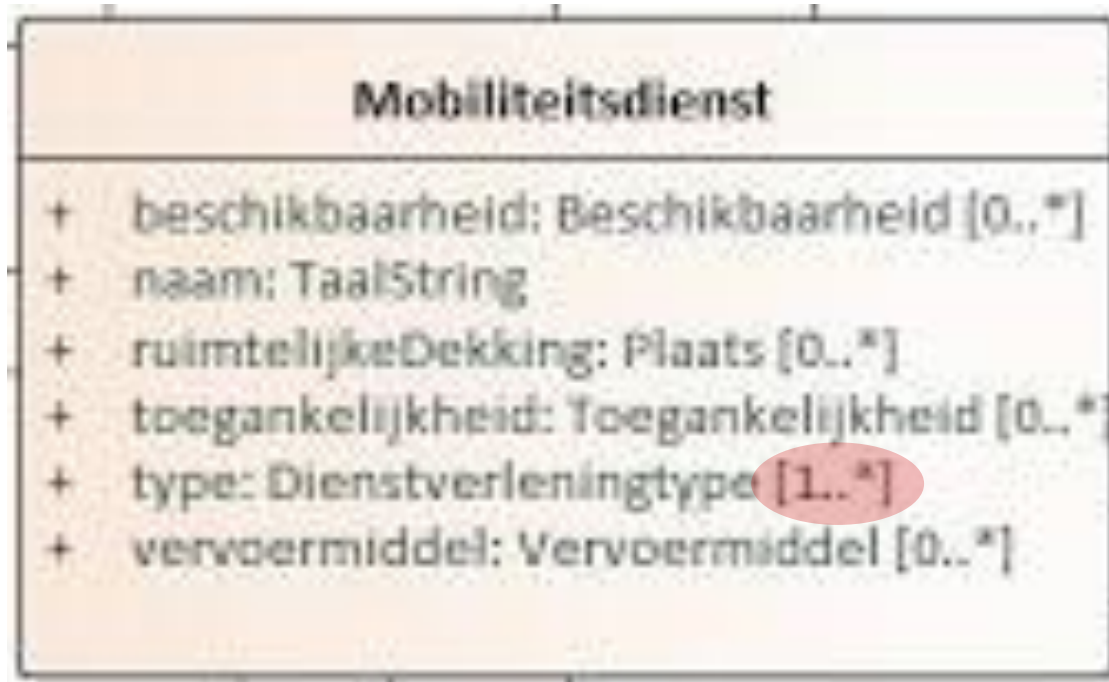 Mobiliteitsdienst
+ beschikbaarheid: Beschikbaarheid [0..*]
+ naam: TaalString
+ ruimtelijkeDekking: Plaats [0..*]
+ toegankelijkheid: Toegankelijkheid [0..*]
+ type: Dienstverleningtype [1..*]
+ vervoermiddel: Vervoermiddel [0..*]